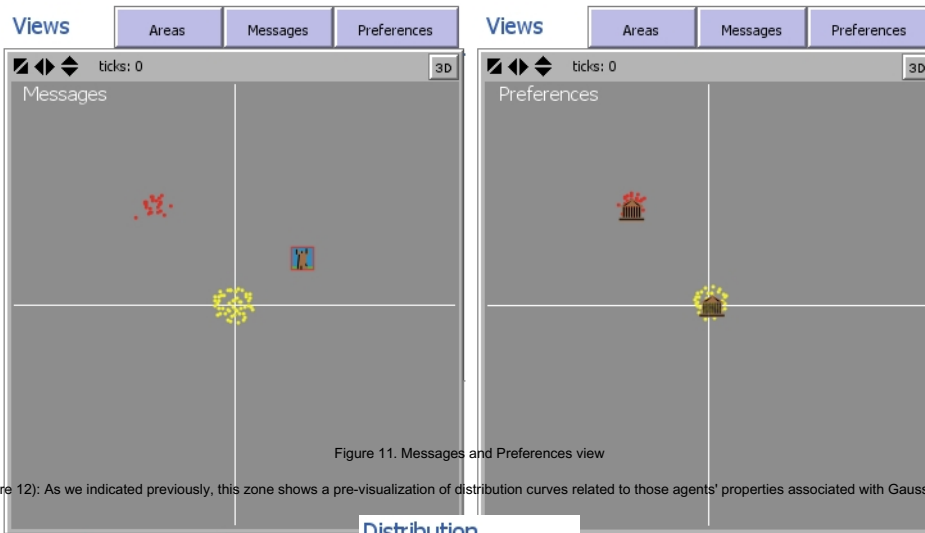 Views Areas Messages Preferences
ticks: 0 3D
Messages
Views Areas Messages Preferences
ticks: 0 3D
Preferences
Figure 11. Messages and Preferences view
12): As we indicated previously, this zone shows a pre-visualization of distribution curves related to those agents' properties associated with
Distribution